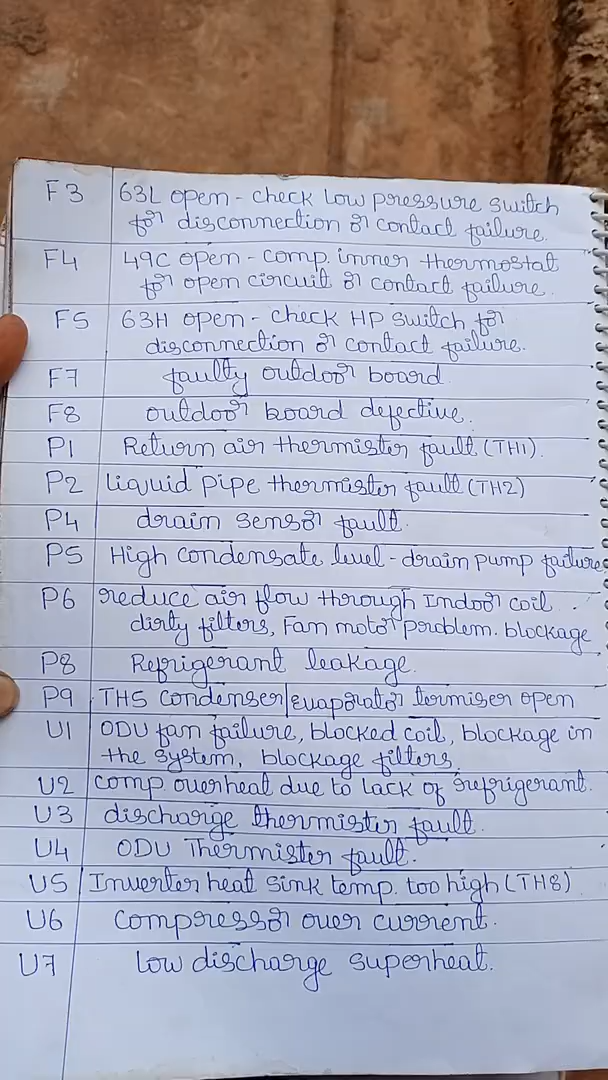 F3 63L open - check low pressure switch
for disconnection or contact failure.
F4 49C open - comp. inner thermostat
for open circuit or contact failure.
F5 63H open - check HP switch for
disconnection or contact failure.
F7 faulty outdoor board
F8 outdoor board defective.
P1 Return air thermister fault (TH1).
P2 liquid pipe thermister fault (TH2)
P4 drain sensor fault.
P5 High condensate level - drain pump failure
P6 reduce air flow through Indoor coil.
dirty filters, Fan motor problem. blockage
P8 Refrigerant leakage.
P9 TH5 condenser/evaporator termiser open
U1 ODU fan failure, blocked coil, blockage in
the system, blockage filters.
U2 comp overheat due to lack of refrigerant.
U3 discharge thermister fault.
U4 ODU Thermister fault.
U5 Inverter heat sink temp. too high (TH8)
U6 compressor over current.
U7 low discharge superheat.